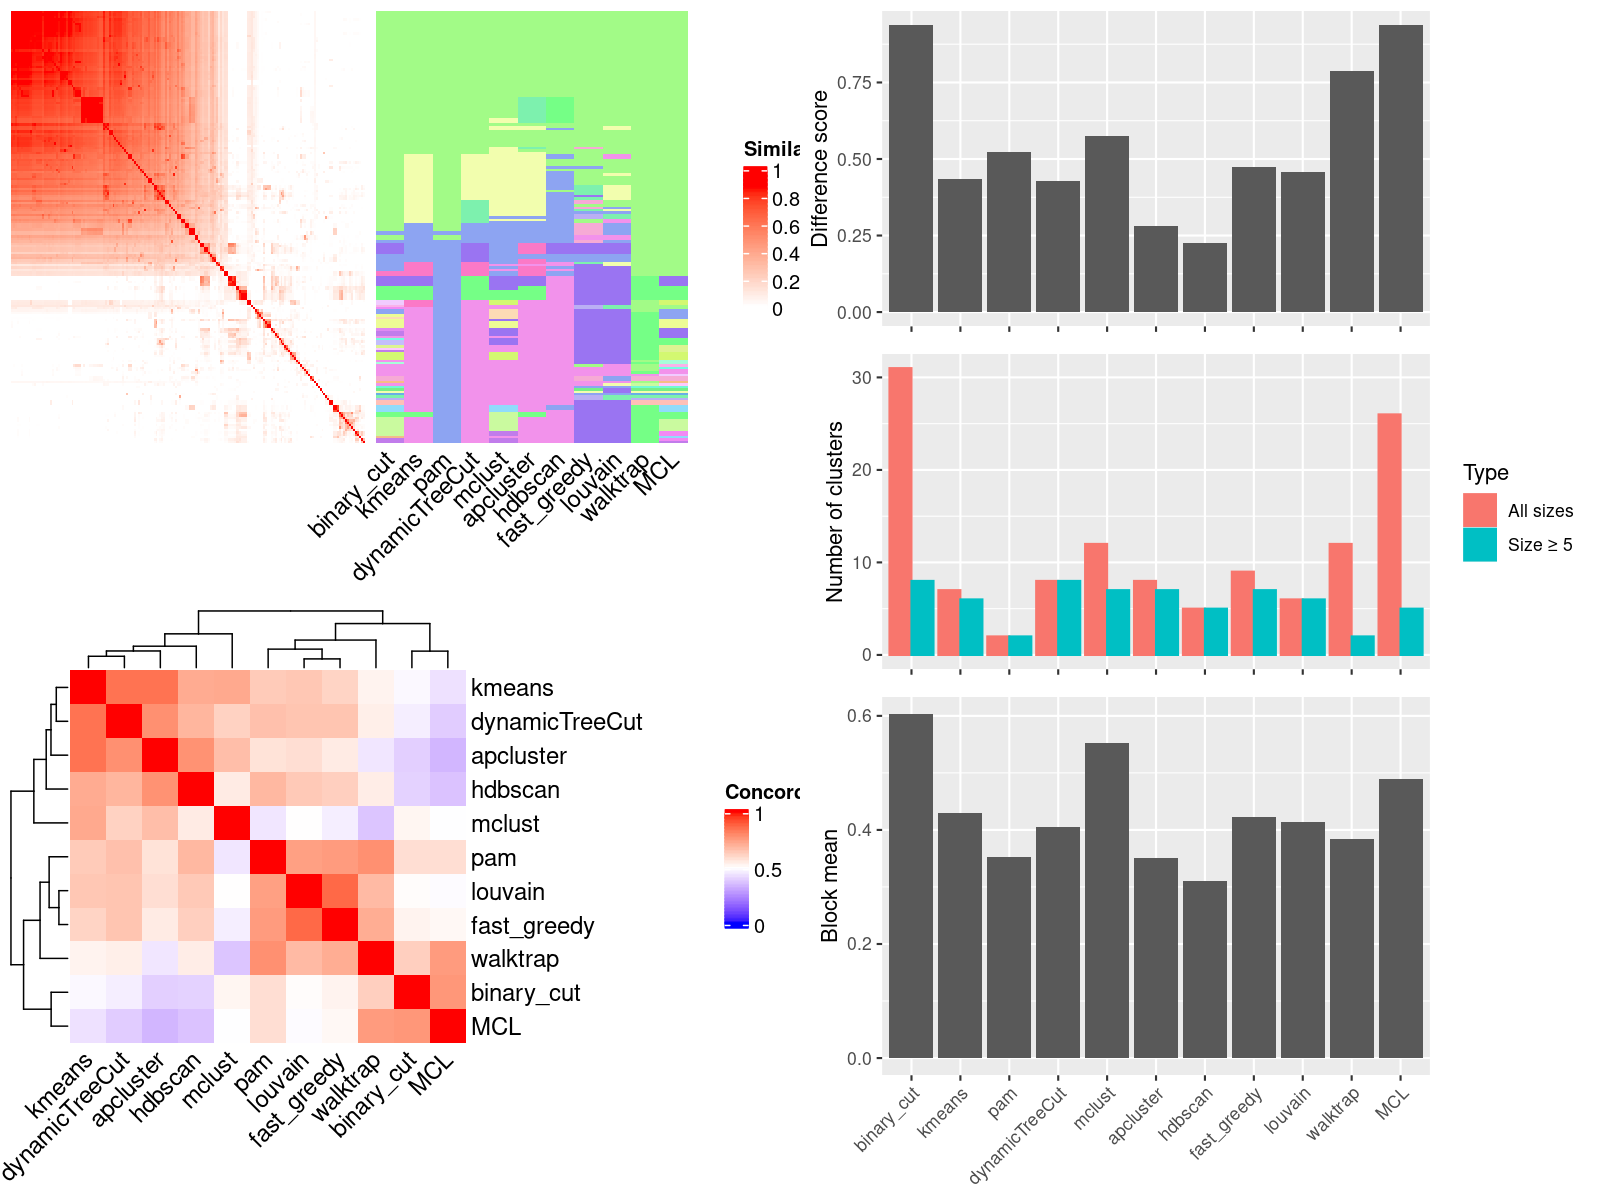 Simila
1
0.8
0.6
0.4
0.2
0
binary_cut
kmeans
pam
dynamicTreeCut
mclust
apcluster
hdbscan
fast_greedy
louvain
walktrap
MCL
kmeans
dynamicTreeCut
apcluster
hdbscan
mclust
pam
louvain
fast_greedy
walktrap
binary_cut
MCL
kmeans
dynamicTreeCut
apcluster
hdbscan
mclust
pam
louvain
fast_greedy
walktrap
binary_cut
MCL
Concord
1
0.5
0
Difference score
0.75
0.50
0.25
0.00
Number of clusters
30
20
10
0
Type
All sizes
Size ≥ 5
Block mean
0.6
0.4
0.2
0.0
binary_cut
kmeans
pam
dynamicTreeCut
mclust
apcluster
hdbscan
fast_greedy
louvain
walktrap
MCL